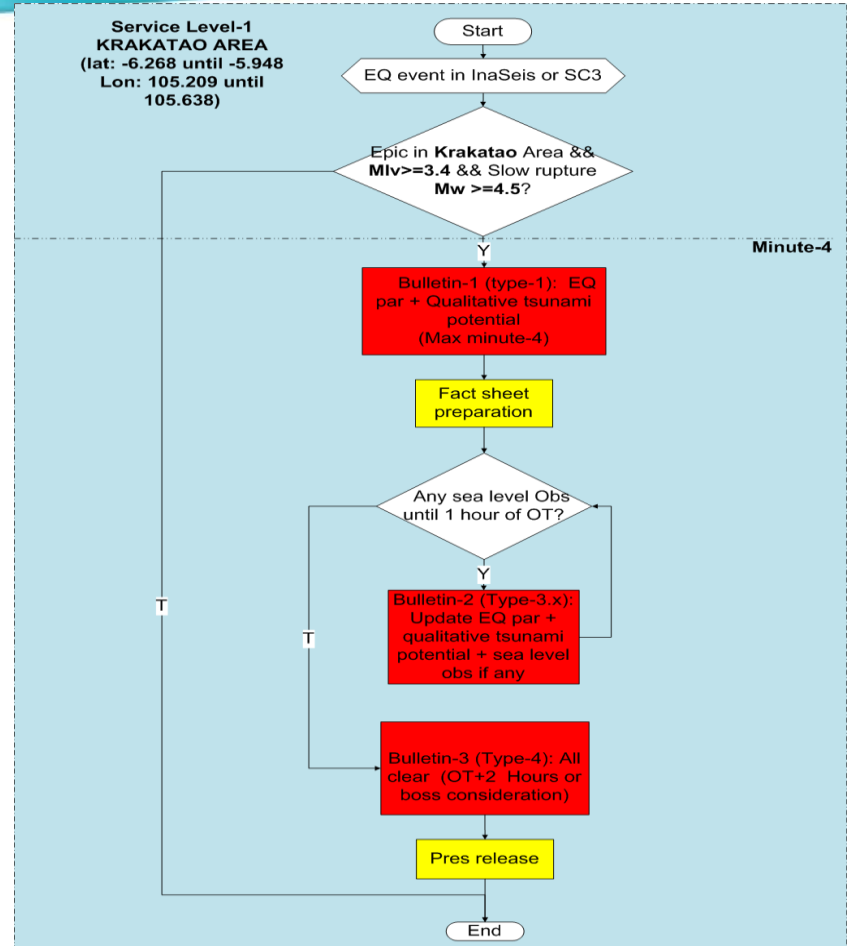 Service Level-1
KRAKATAO AREA
(lat: -6.268 until -5.948
Lon: 105.209 until
105.638)
Start
EQ event in InaSeis or SC3
Epic in Krakatao Area &&
Mlv>=3.4 && Slow rupture
Mw >=4.5?
Minute-4
Y
Bulletin-1 (type-1): EQ
par + Qualitative tsunami
potential
(Max minute-4)
Fact sheet
preparation
Any sea level Obs
until 1 hour of OT?
Y
Bulletin-2 (Type-3.x):
Update EQ par +
qualitative tsunami
potential + sea level
obs if any
T
T
Bulletin-3 (Type-4): All
clear (OT+2 Hours or
boss consideration)
Pres release
End